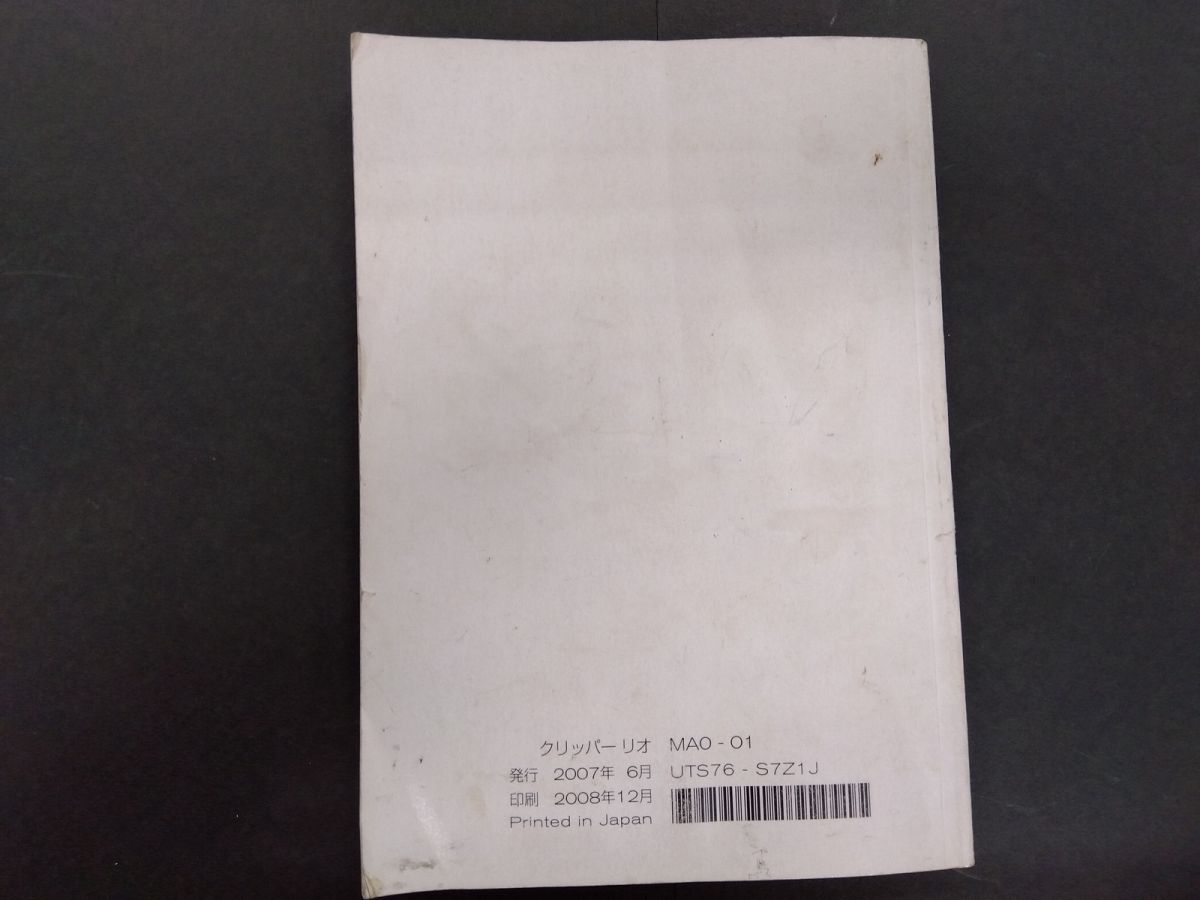 クリッパー リオ MA0 - 01
発行 2007年 6月 UTS76 - S7Z1J
印刷 2008年12月
Printed in Japan